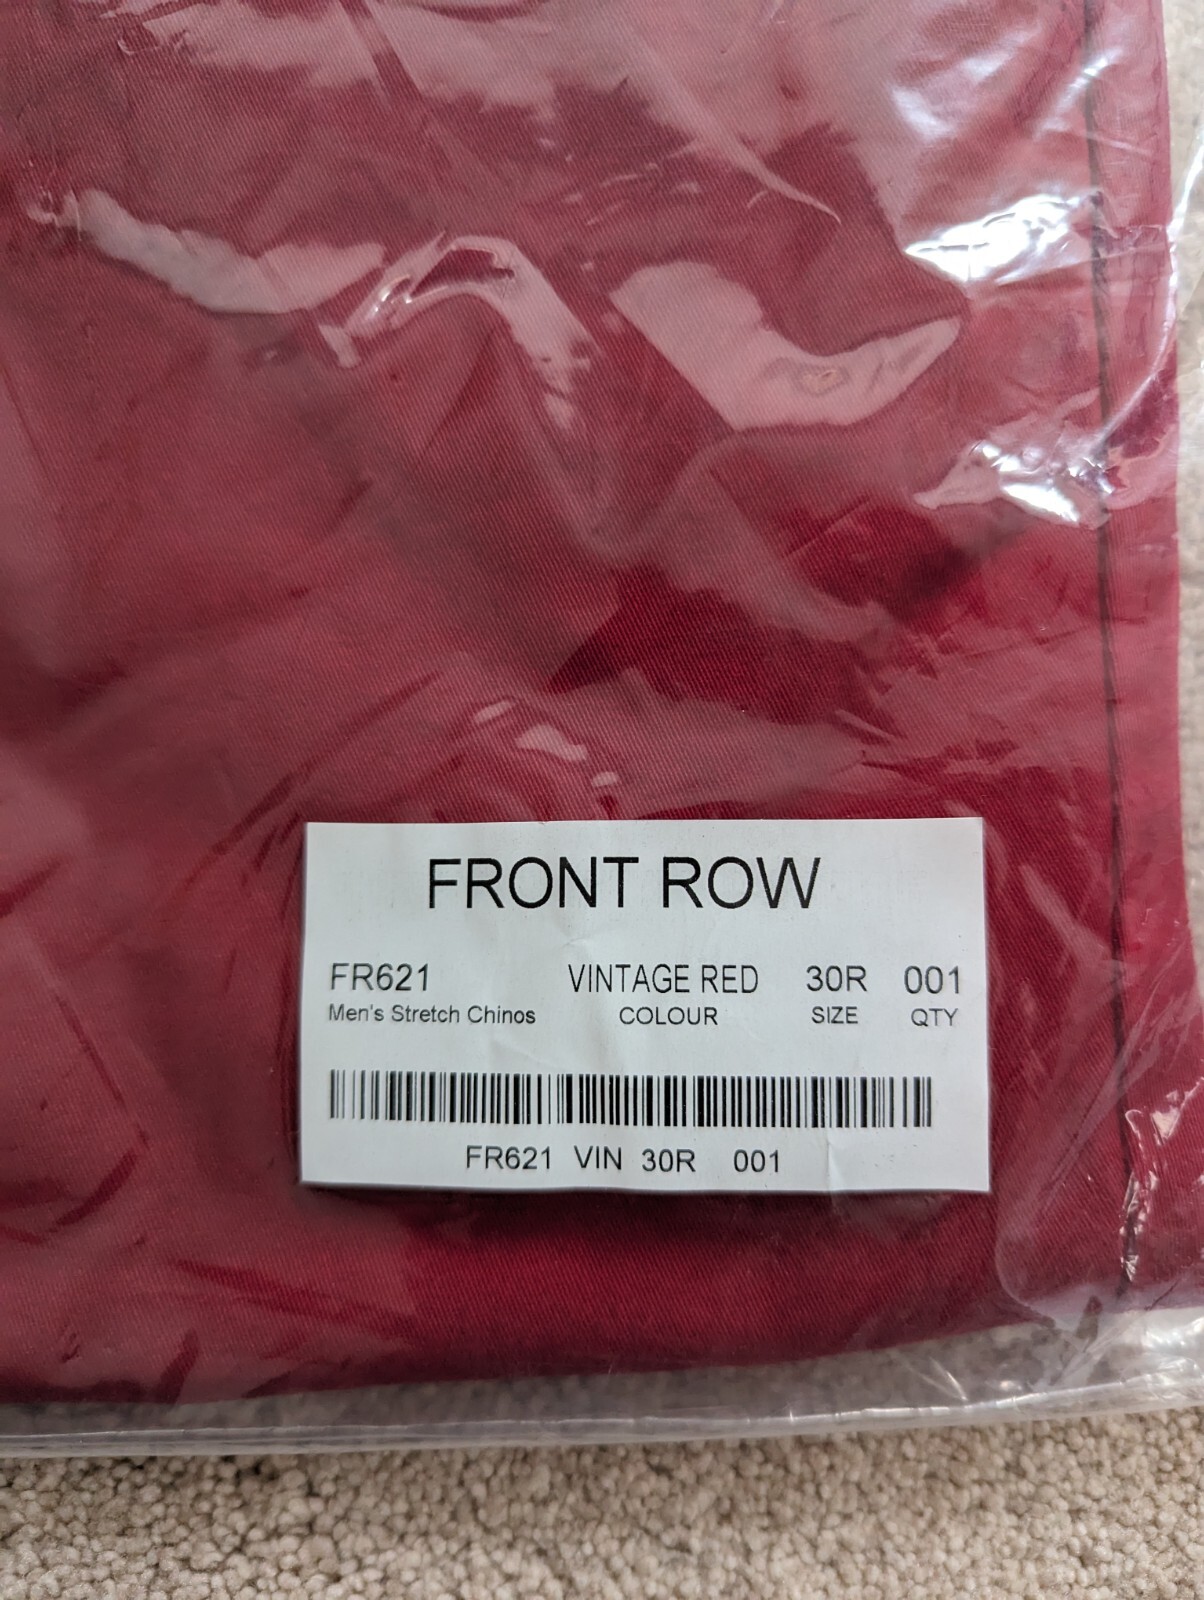 FRONT ROW
FR621 VINTAGE RED 30R 001
Men's Stretch Chinos COLOUR SIZE QTY
FR621 VIN 30R 001